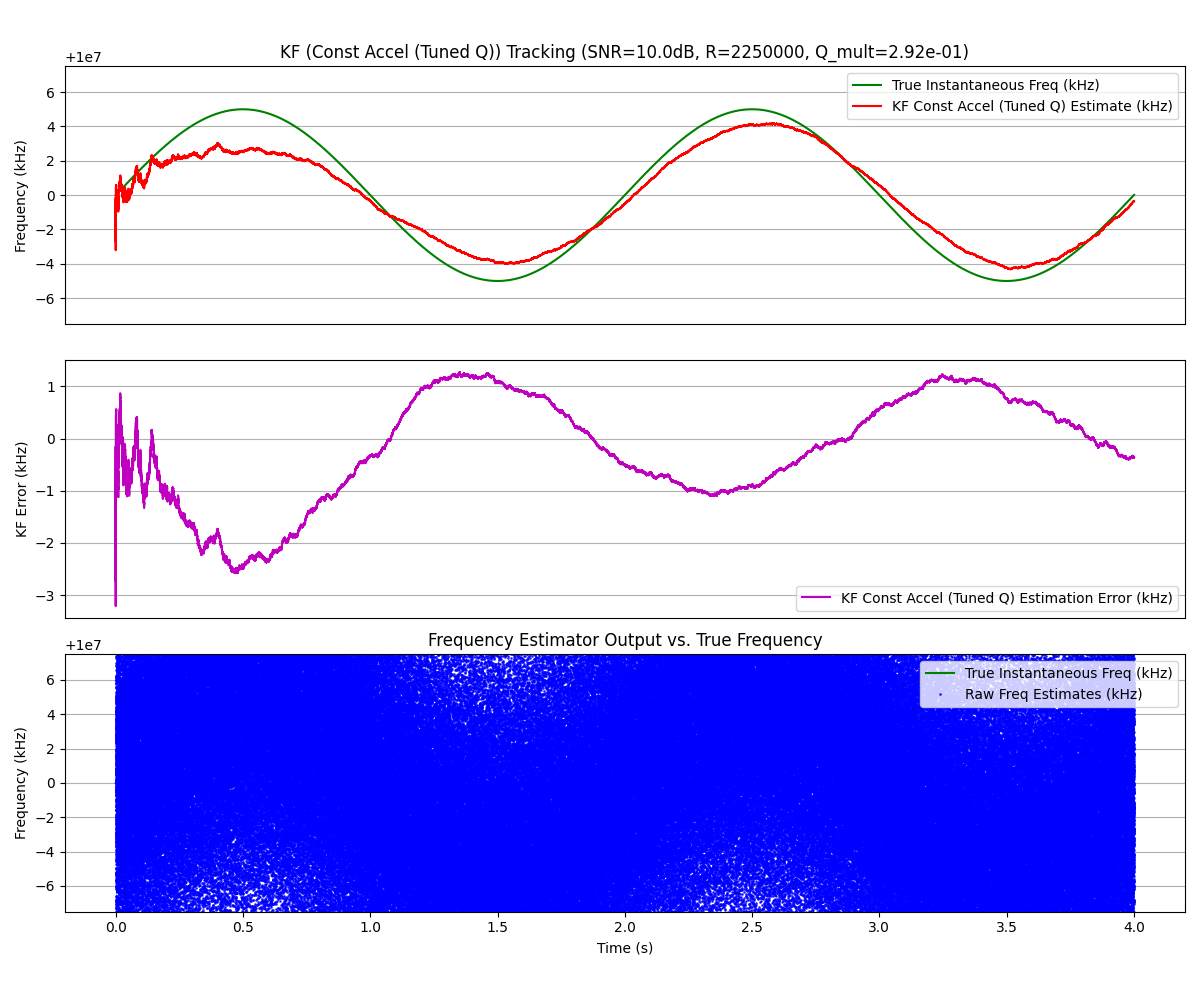 KF (Const Accel (Tuned Q)) Tracking (SNR=10.0dB, R=2250000, Q_mult=2.92e-01)
+1e7
True Instantaneous Freq (kHz)
KF Const Accel (Tuned Q) Estimate (kHz)
Frequency (kHz)
6
4
2
0
−2
−4
−6
KF Error (kHz)
1
0
−1
−2
−3
KF Const Accel (Tuned Q) Estimation Error (kHz)
Frequency Estimator Output vs. True Frequency
+1e7
True Instantaneous Freq (kHz)
Raw Freq Estimates (kHz)
Frequency (kHz)
6
4
2
0
−2
−4
−6
0.0 0.5 1.0 1.5 2.0 2.5 3.0 3.5 4.0
Time (s)